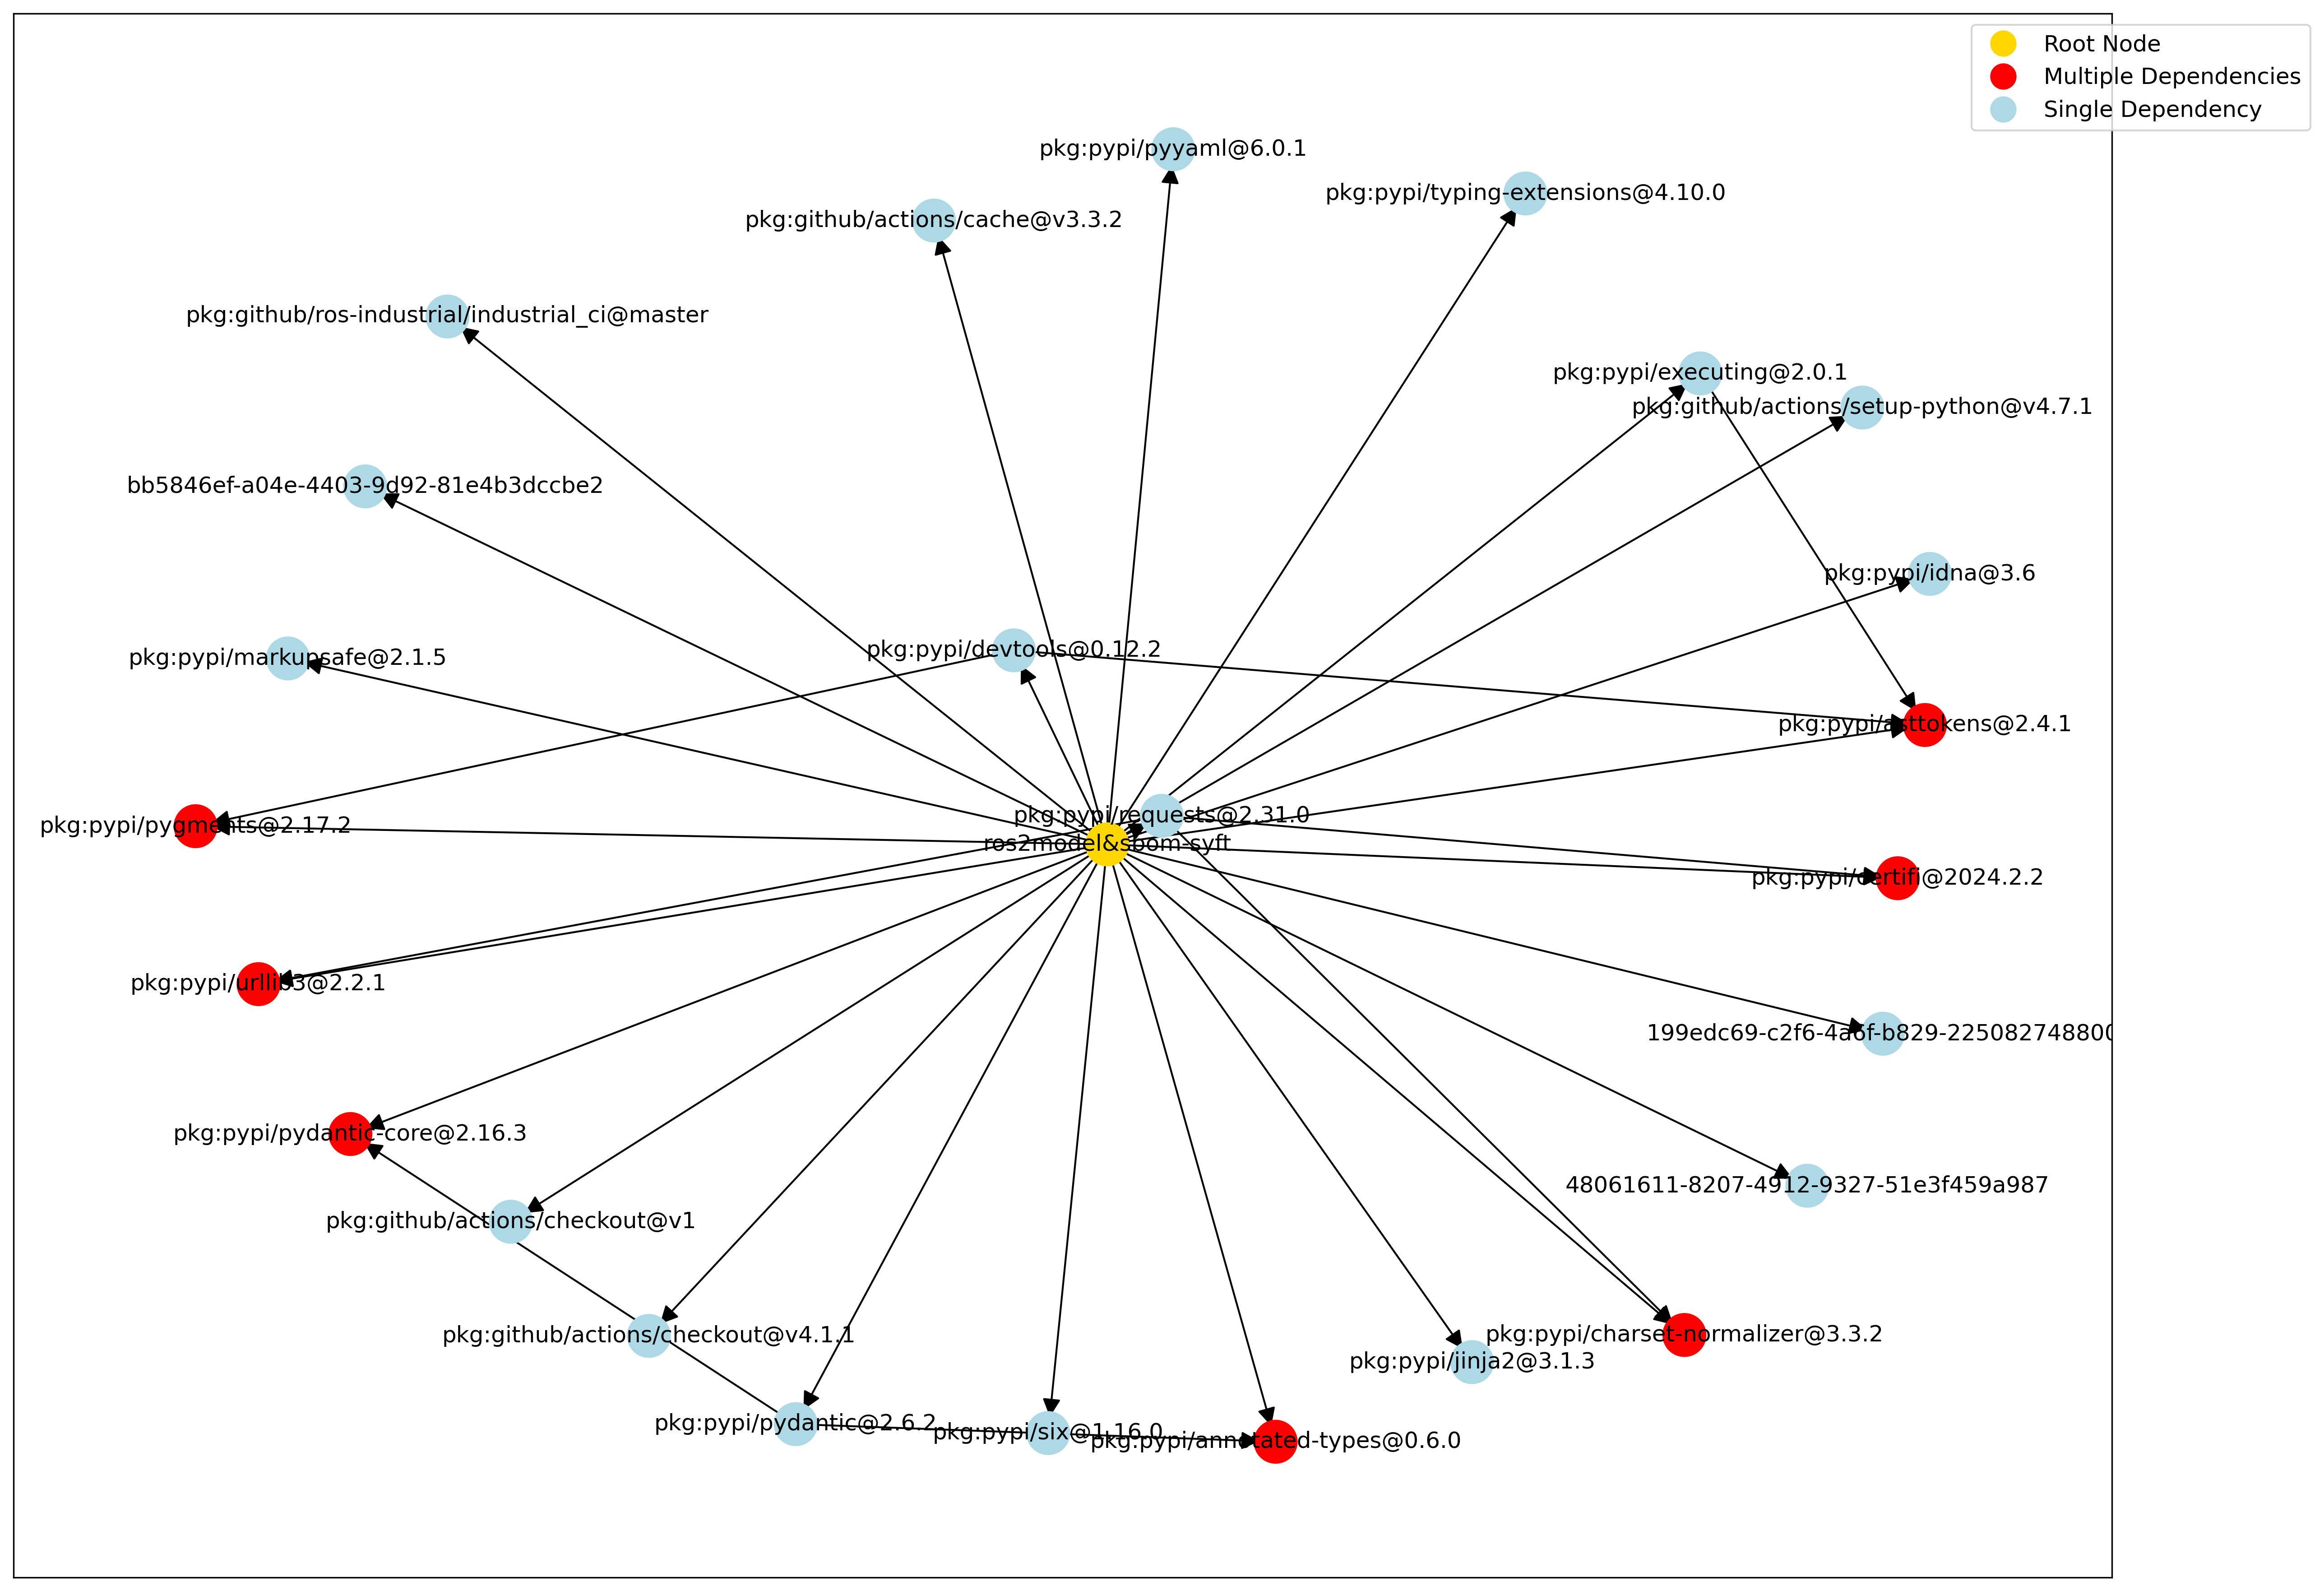 Root Node
Multiple Dependencies
Single Dependency
pkg:pypi/pyyaml@6.0.1
pkg:pypi/typing-extensions@4.10.0
pkg:github/actions/cache@v3.3.2
pkg:github/ros-industrial/industrial_ci@master
pkg:pypi/executing@2.0.1
pkg:github/actions/setup-python@v4.7.1
bb5846ef-a04e-4403-9d92-81e4b3dccbe2
pkg:pypi/idna@3.6
pkg:pypi/devtools@0.12.2
pkg:pypi/markupsafe@2.1.5
pkg:pypi/asttokens@2.4.1
pkg:pypi/requests@2.31.0
pkg:pypi/pygments@2.17.2
ros2model&sbom-syft
pkg:pypi/certifi@2024.2.2
pkg:pypi/urllib3@2.2.1
199edc69-c2f6-4a6f-b829-225082748800
pkg:pypi/pydantic-core@2.16.3
48061611-8207-4912-9327-51e3f459a987
pkg:github/actions/checkout@v1
pkg:github/actions/checkout@v4.1.1
pkg:pypi/charset-normalizer@3.3.2
pkg:pypi/jinja2@3.1.3
pkg:pypi/pydantic@2.6.2
pkg:pypi/six@1.16.0
pkg:pypi/annotated-types@0.6.0